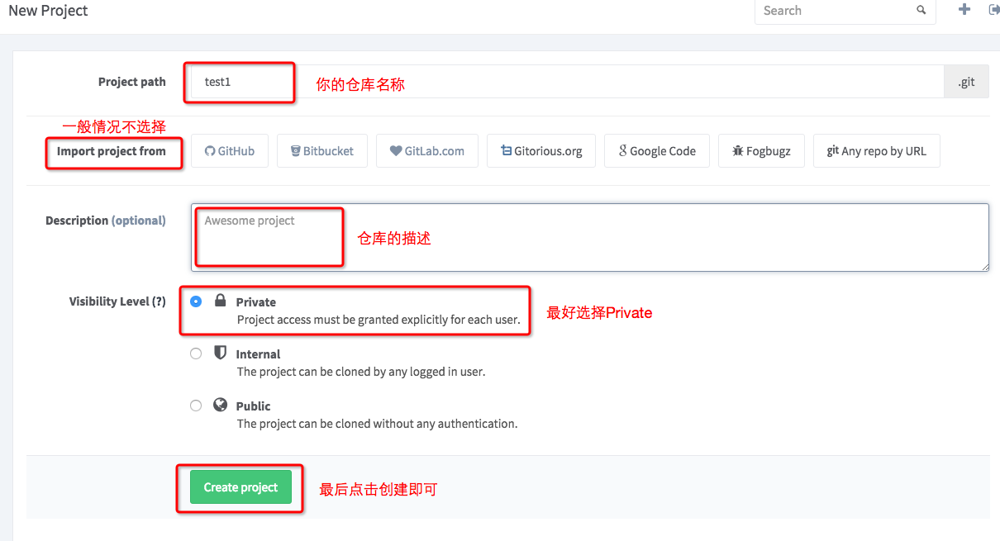 New Project
Search
Project path
test1
你的仓库名称
.git
一般情况不选择
Import project from
GitHub
Bitbucket
GitLab.com
Gitorious.org
Google Code
Fogbugz
git Any repo by URL
Description (optional)
Awesome project
仓库的描述
Visibility Level (?)
Private
Project access must be granted explicitly for each user.
最好选择Private
Internal
The project can be cloned by any logged in user.
Public
The project can be cloned without any authentication.
Create project
最后点击创建即可